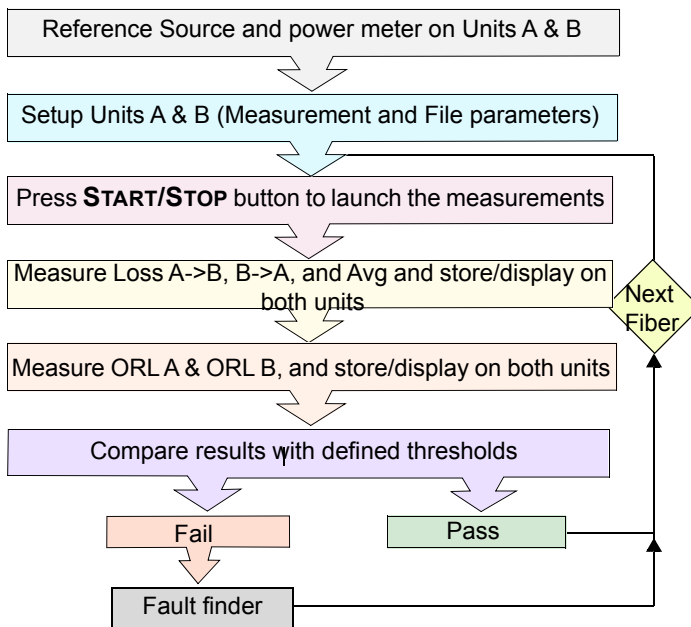 Reference Source and power meter on Units A & B
Setup Units A & B (Measurement and File parameters)
Press START/STOP button to launch the measurements
Measure Loss A->B, B->A, and Avg and store/display on
both units
Next
Fiber
Measure ORL A & ORL B, and store/display on both units
Compare results with defined thresholds
Fail
Pass
Fault finder